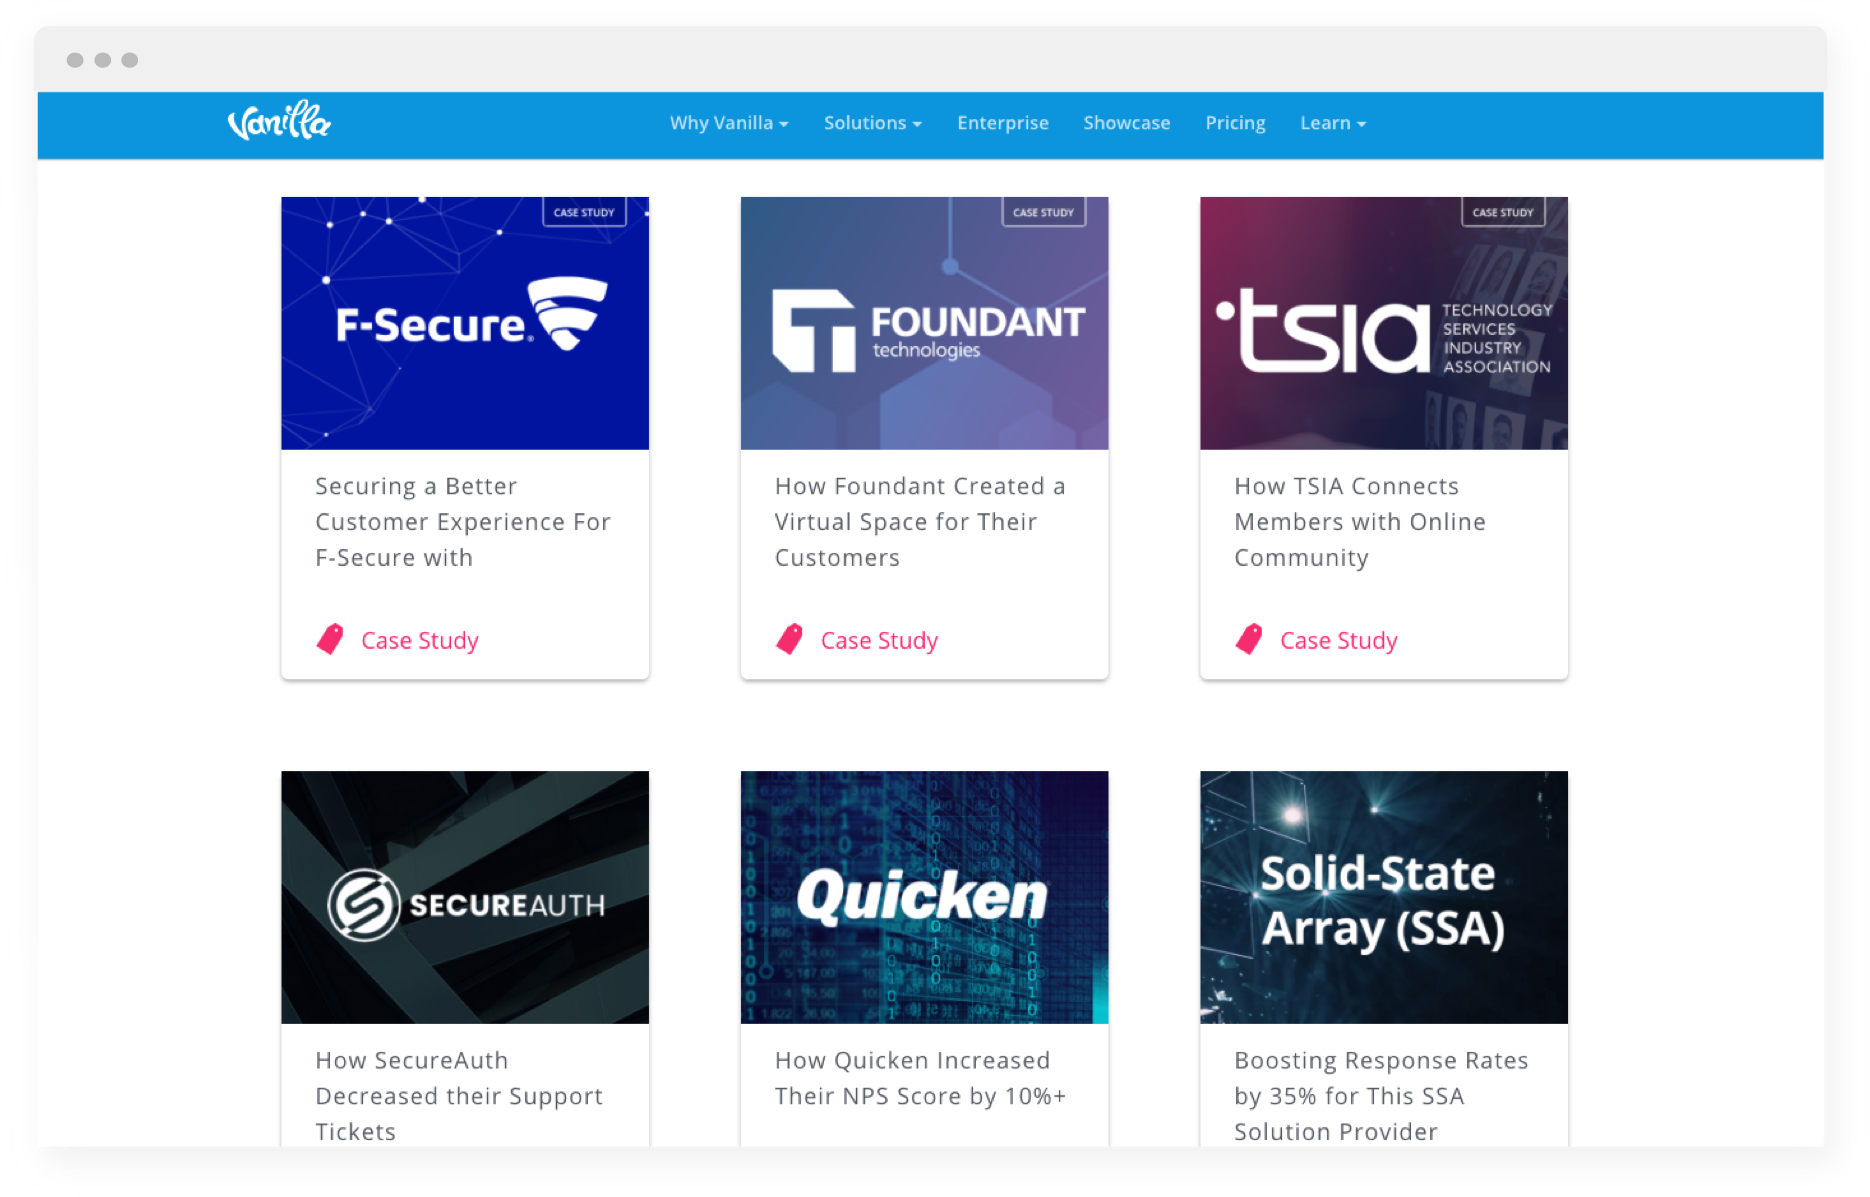 Vanilla
Why Vanilla
Solutions
Enterprise
Showcase
Pricing
Learn
CASE STUDY
F-Secure
Securing a Better
Customer Experience For
F-Secure with
Case Study
CASE STUDY
FOUNDANT
technologies
How Foundant Created a
Virtual Space for Their
Customers
Case Study
CASE STUDY
tsia
TECHNOLOGY
SERVICES
INDUSTRY
ASSOCIATION
How TSIA Connects
Members with Online
Community
Case Study
SECUREAUTH
How SecureAuth
Decreased their Support
Tickets
Quicken
How Quicken Increased
Their NPS Score by 10%+
Solid-State
Array (SSA)
Boosting Response Rates
by 35% for This SSA
Solution Provider